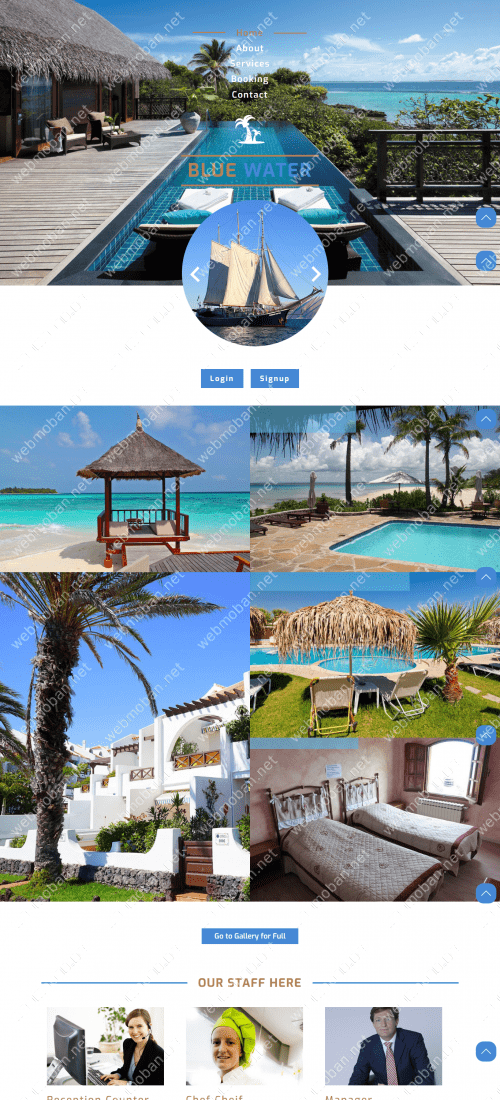 Home
About
Services
Booking
Contact
BLUE WATER
Login Signup
Go to Gallery for Full
OUR STAFF HERE
Reception Counter Chef Cheif Manager
webmoban.net